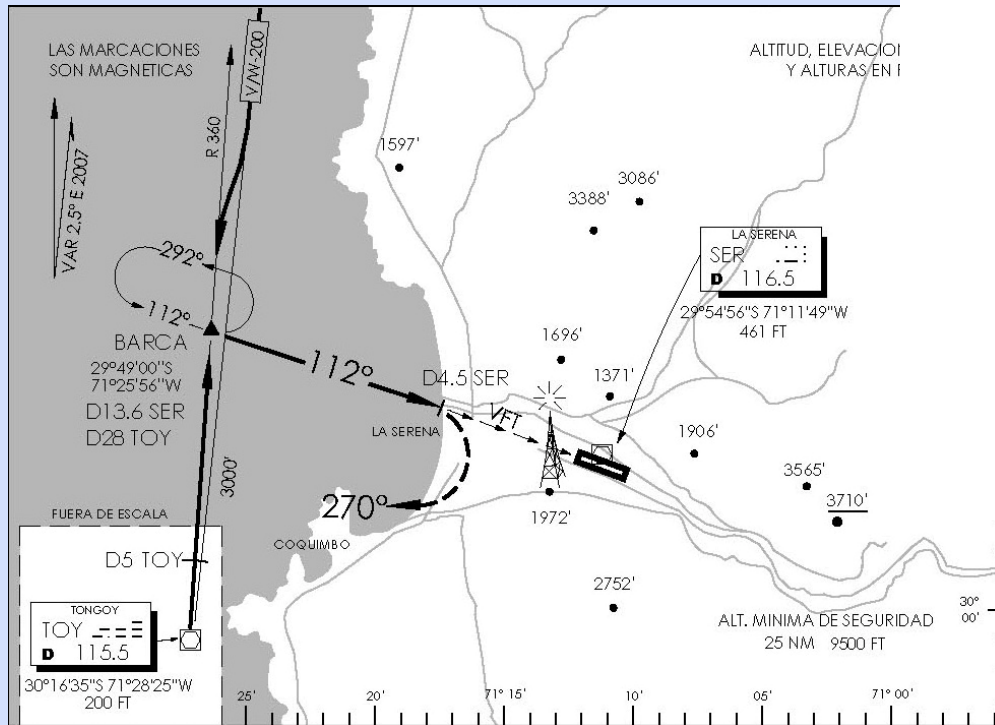 LAS MARCACIONES
SON MAGNETICAS
V/W-200
ALTITUD, ELEVACION
Y ALTURAS EN
R 360
VAR 2.5° E 2007
1597'
3086'
3388'
LA SERENA
SER
D 116.5
29°54'56"S 71°11'49"W
461 FT
292°
112°
BARCA
29°49'00"S
71°25'56"W
D13.6 SER
D28 TOY
112°
D4.5 SER
VFT
1696'
1371'
LA SERENA
1906'
3565'
3710'
3000'
270°
1972'
FUERA DE ESCALA
COQUIMBO
D5 TOY
2752'
TONGOY
TOY
D 115.5
30°16'35"S 71°28'25"W
200 FT
ALT. MINIMA DE SEGURIDAD
25 NM 9500 FT
30°
00'
25'
20'
71°15'
10'
05'
71°00'